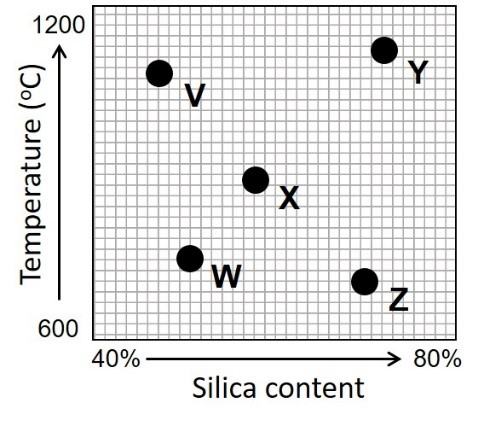 1200
Temperature (°C)
600
V
Y
X
W
Z
40%
80%
Silica content